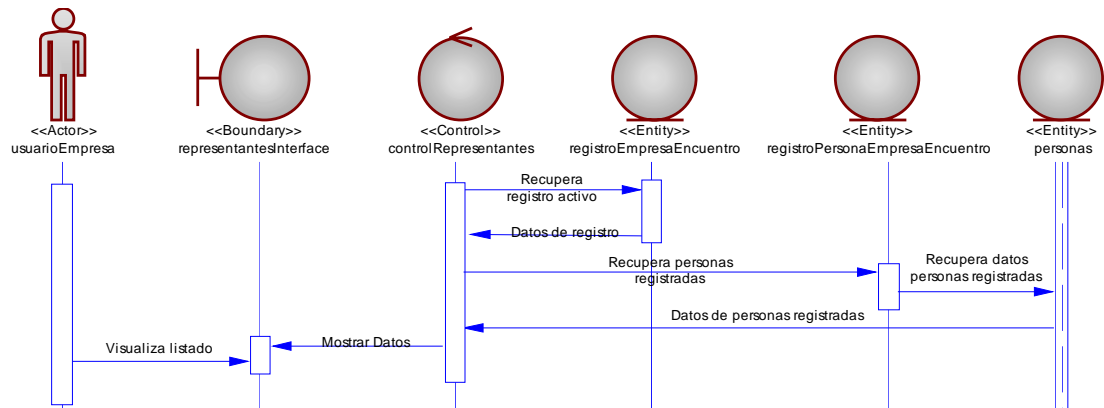 <<Actor>>
usuarioEmpresa
<<Boundary>>
representantesInterface
<<Control>>
controlRepresentantes
<<Entity>>
registroEmpresaEncuentro
<<Entity>>
registroPersonaEmpresaEncuentro
<<Entity>>
personas
Recupera
registro activo
Datos de registro
Recupera personas
registradas
Recupera datos
personas registradas
Datos de personas registradas
Mostrar Datos
Visualiza listado